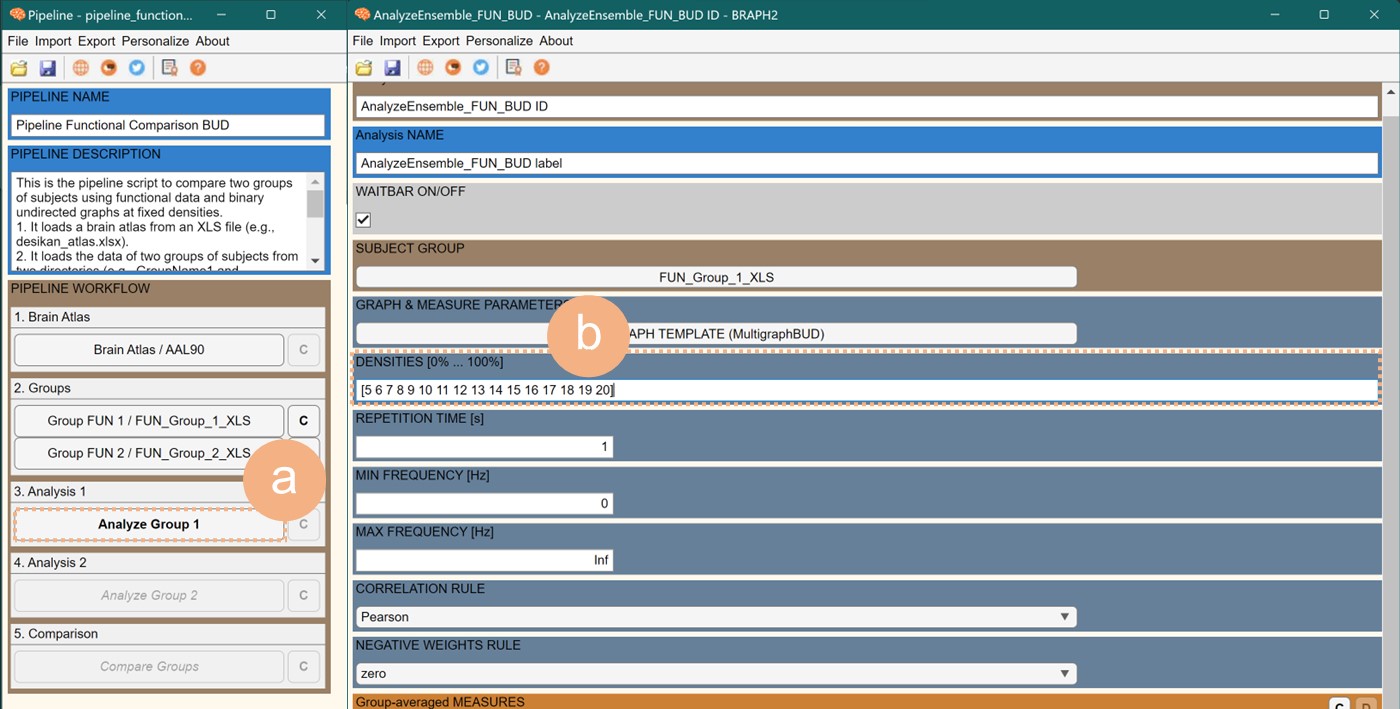 Pipeline - pipeline_function...
File Import Export Personalize About
PIPELINE NAME
Pipeline Functional Comparison BUD
PIPELINE DESCRIPTION
This is the pipeline script to compare two groups
of subjects using functional data and binary
undirected graphs at fixed densities.
1. It loads a brain atlas from an XLS file (e.g.,
desikan_atlas.xlsx).
2. It loads the data of two groups of subjects from
two directories (e.g., GroupName1 and
PIPELINE WORKFLOW
1. Brain Atlas
Brain Atlas / AAL90 C
2. Groups
Group FUN 1 / FUN_Group_1_XLS C
Group FUN 2 / FUN_Group_2_XLS
a
3. Analysis 1
Analyze Group 1 C
4. Analysis 2
Analyze Group 2 C
5. Comparison
Compare Groups C
AnalyzeEnsemble_FUN_BUD - AnalyzeEnsemble_FUN_BUD ID - BRAPH2
File Import Export Personalize About
AnalyzeEnsemble_FUN_BUD ID
Analysis NAME
AnalyzeEnsemble_FUN_BUD label
WAITBAR ON/OFF
SUBJECT GROUP
FUN_Group_1_XLS
GRAPH & MEASURE PARAMETERS
b
APH TEMPLATE (MultigraphBUD)
DENSITIES [0% ... 100%]
[5 6 7 8 9 10 11 12 13 14 15 16 17 18 19 20]
REPETITION TIME [s]
1
MIN FREQUENCY [Hz]
0
MAX FREQUENCY [Hz]
Inf
CORRELATION RULE
Pearson
NEGATIVE WEIGHTS RULE
zero
Group-averaged MEASURES C D